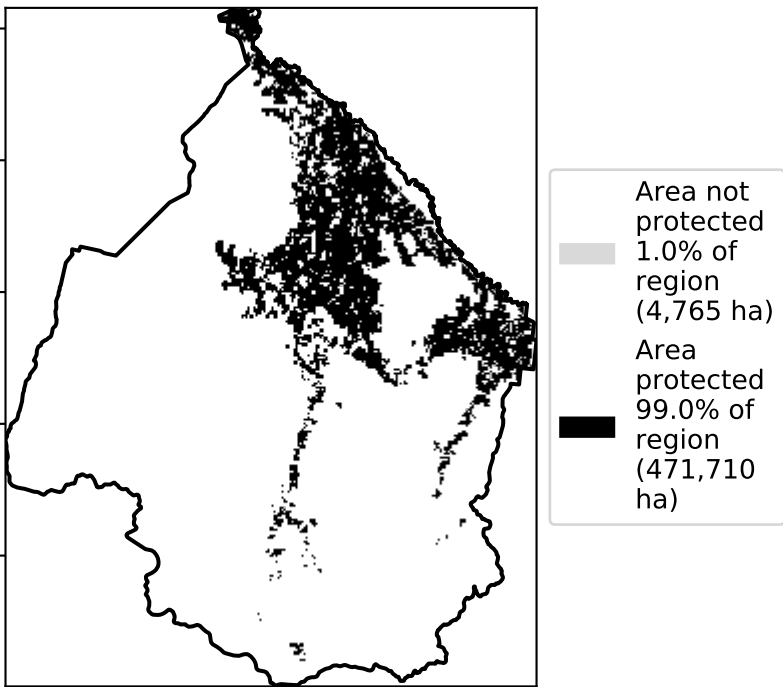 Area not
protected
1.0% of
region
(4,765 ha)
Area
protected
99.0% of
region
(471,710
ha)